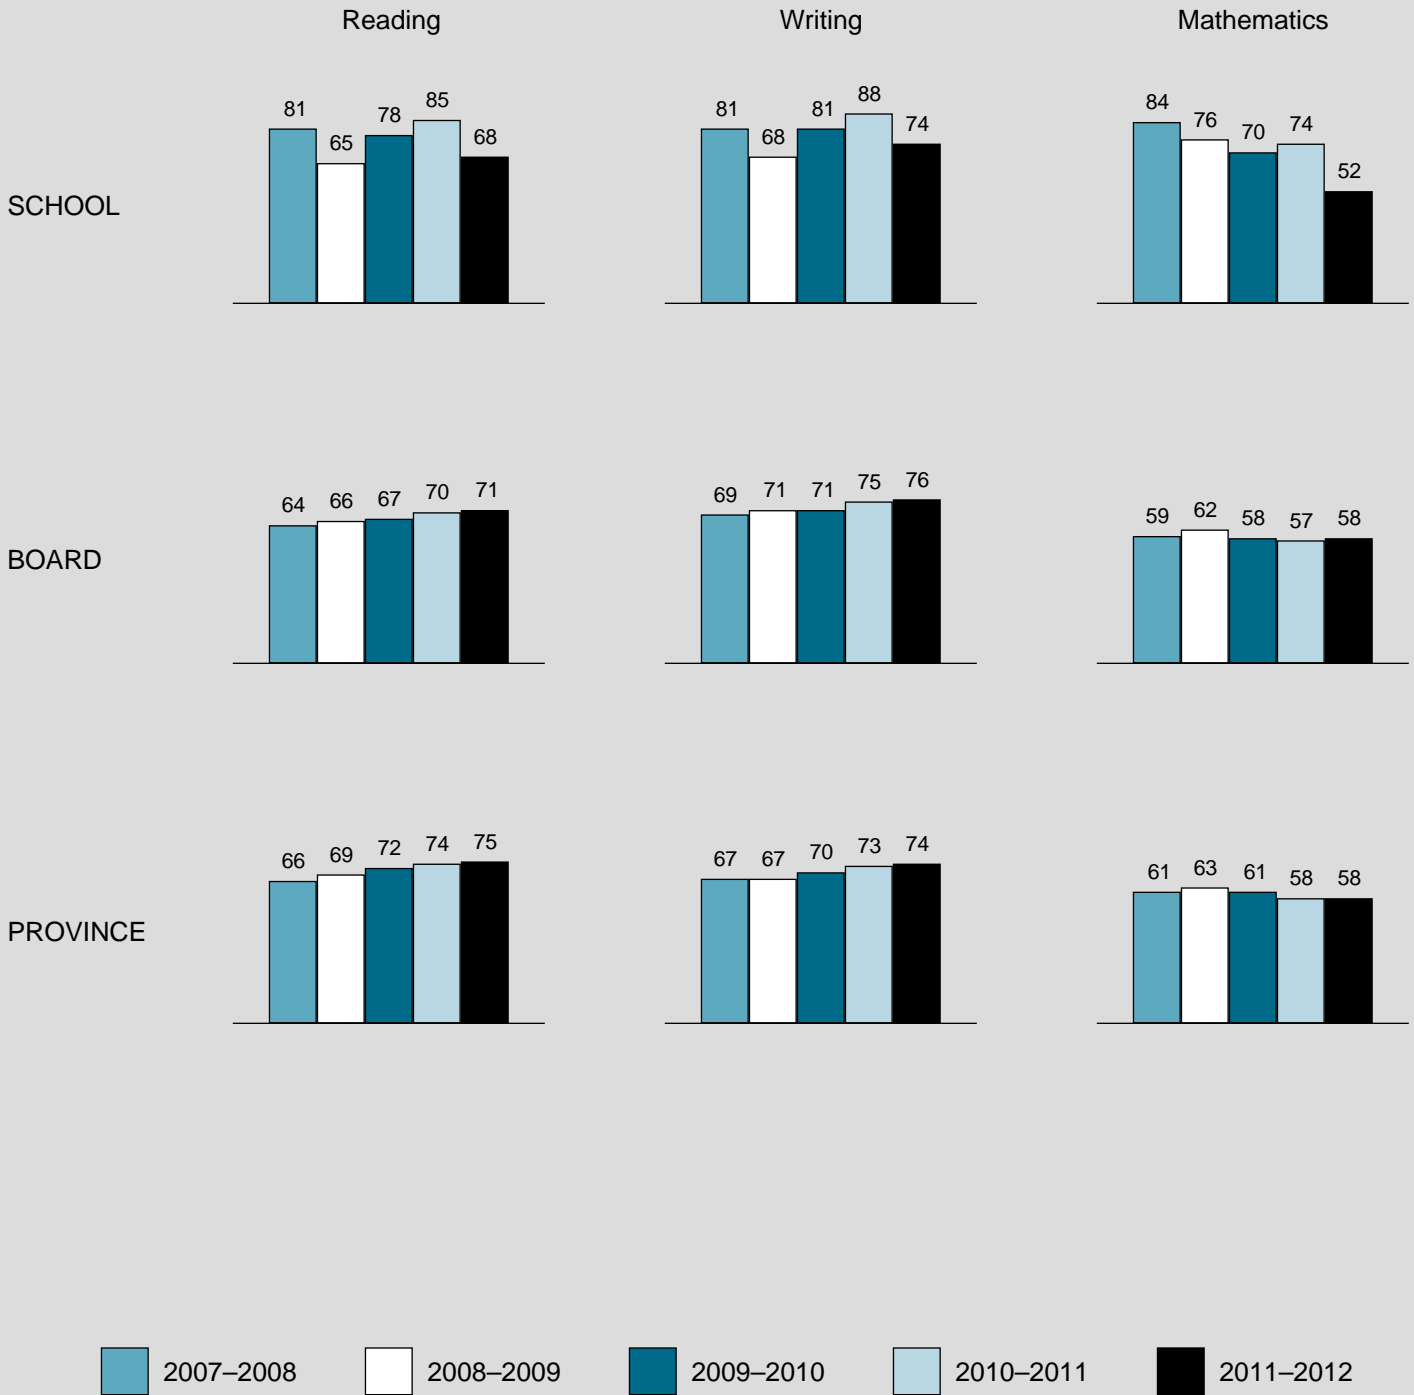 Reading Writing Mathematics
SCHOOL
81 65 78 85 68
81 68 81 88 74
84 76 70 74 52
BOARD
64 66 67 70 71
69 71 71 75 76
59 62 58 57 58
PROVINCE
66 69 72 74 75
67 67 70 73 74
61 63 61 58 58
2007–2008 2008–2009 2009–2010 2010–2011 2011–2012